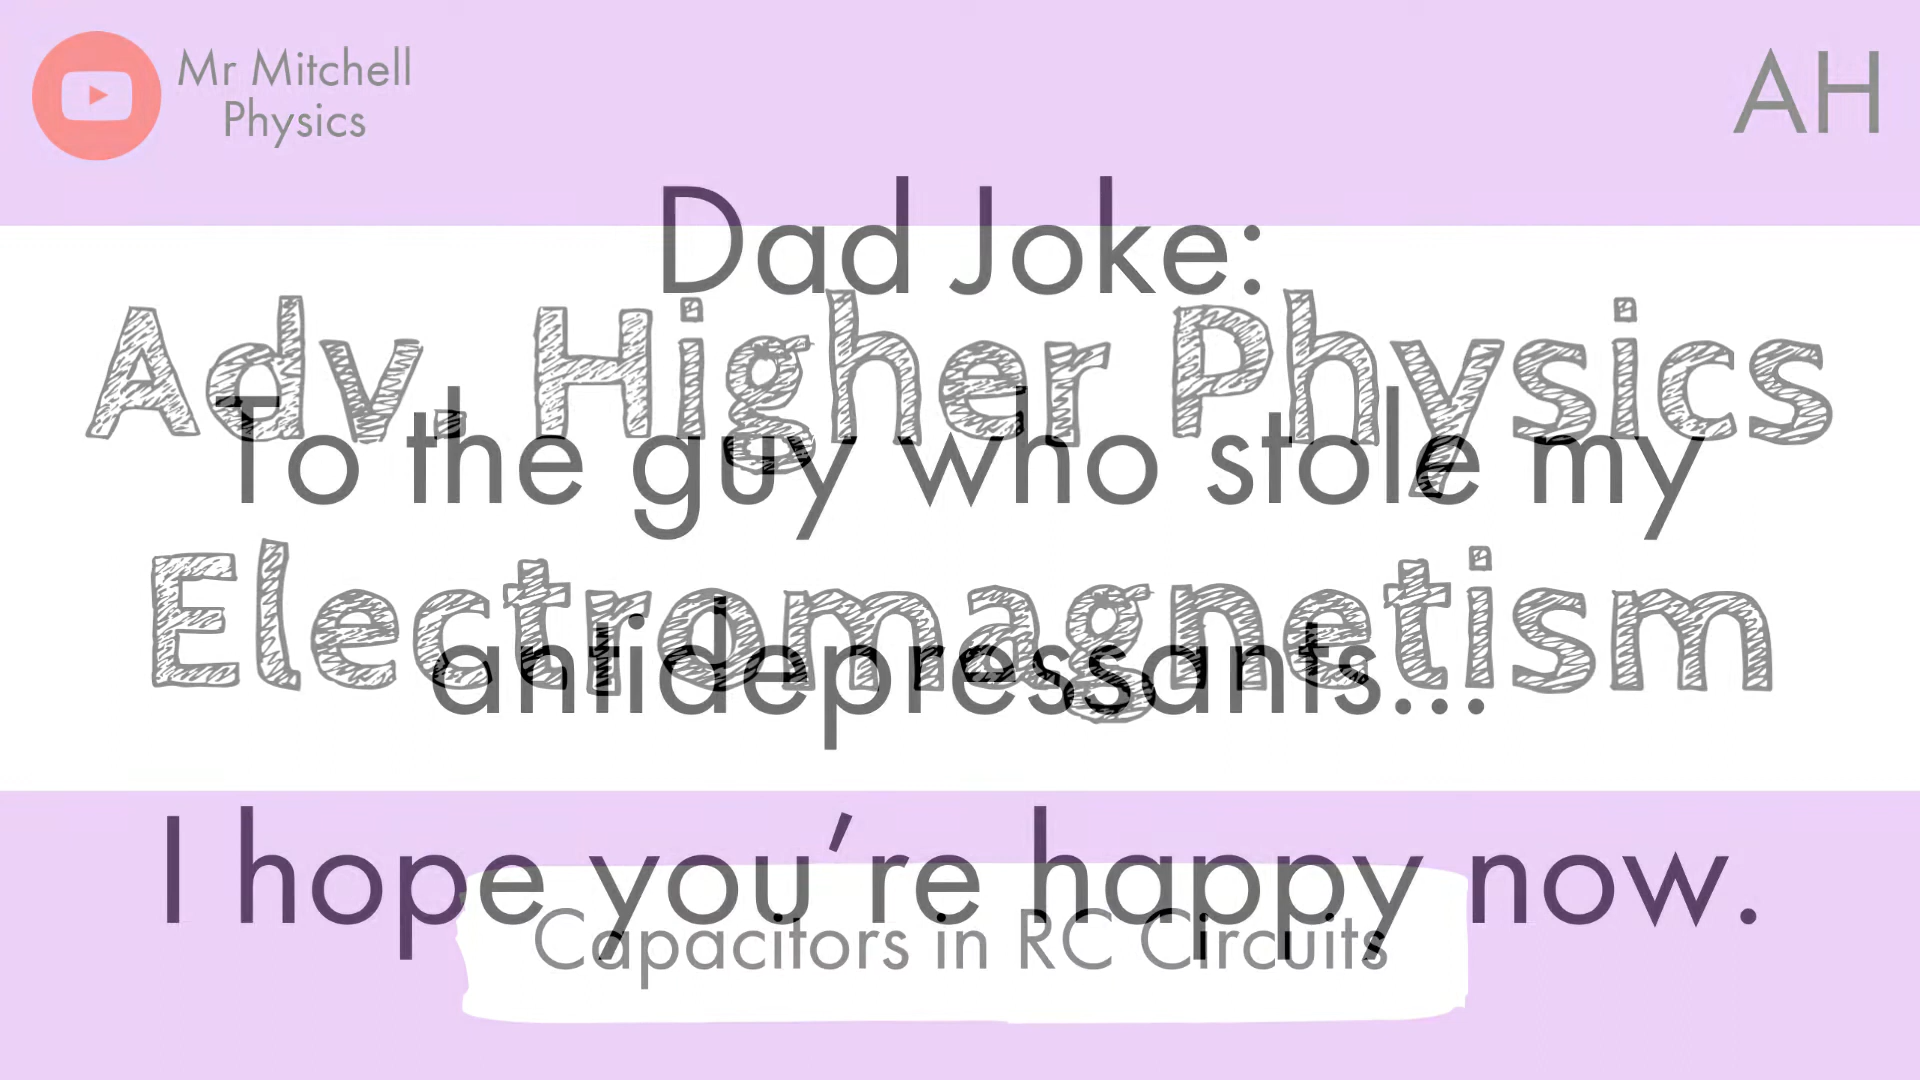 Mr Mitchell
Physics
AH
Dad Joke:
Adv. Higher Physics
To the guy who stole my
Electromagnetism
antidepressants...
I hope you’re happy now.
Capacitors in RC Circuits